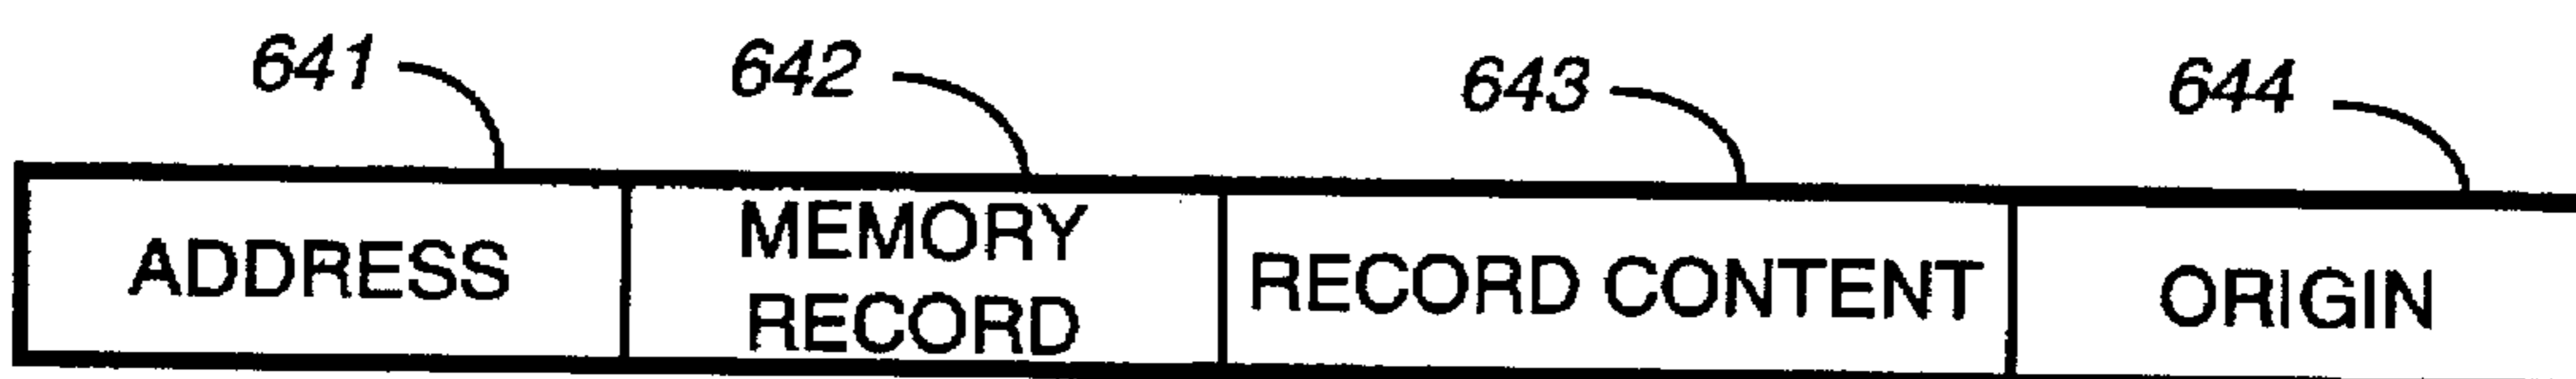 641 642 643 644
ADDRESS MEMORY RECORD CONTENT ORIGIN
RECORD